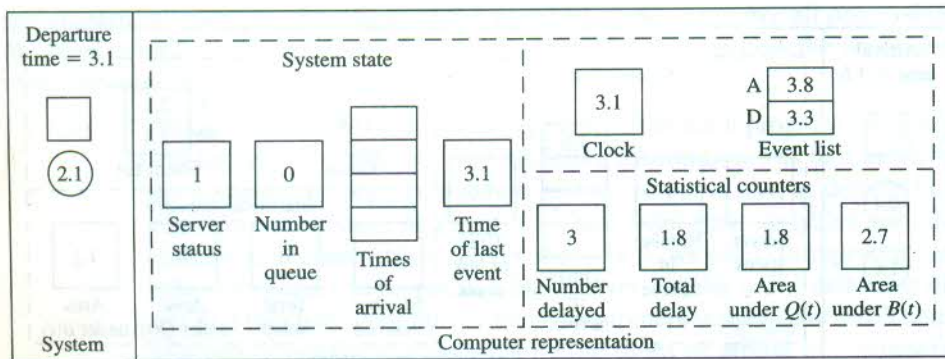 Departure
time = 3.1
2.1
System
System state
1
Server
status
0
Number
in
queue
Times
of
arrival
3.1
Time
of last
event
3.1
Clock
A 3.8
D 3.3
Event list
Statistical counters
3
Number
delayed
1.8
Total
delay
1.8
Area
under Q(t)
2.7
Area
under B(t)
Computer representation